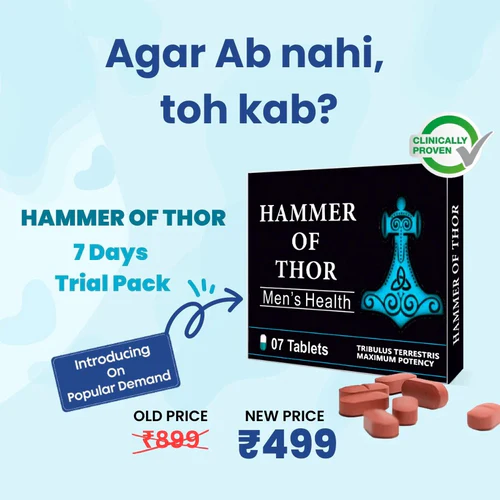 Agar Ab nahi,
toh kab?
CLINICALLY
PROVEN
HAMMER OF THOR
7 Days
Trial Pack
HAMMER
OF
THOR
Men's Health
07 Tablets
TRIBULUS TERRESTRIS
MAXIMUM POTENCY
HAMMER OF THOR
Introducing
On
Popular Demand
OLD PRICE
₹899
NEW PRICE
₹499